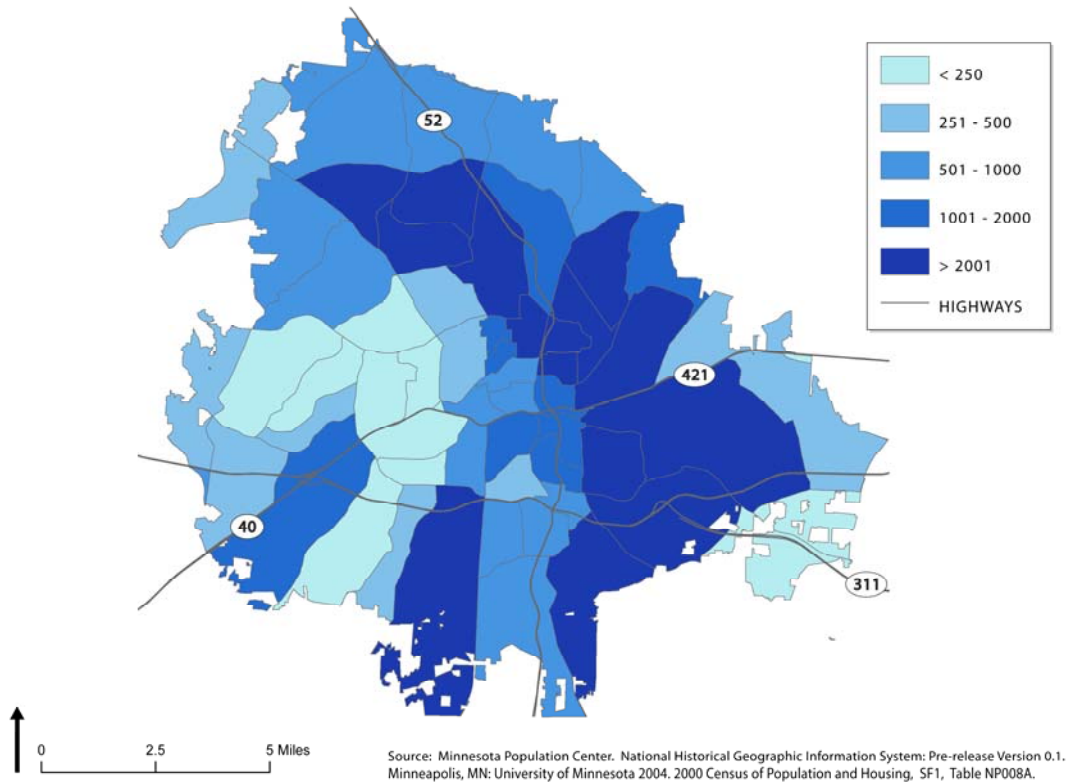 < 250
251 - 500
501 - 1000
1001 - 2000
> 2001
HIGHWAYS
52
421
40
311
0 2.5 5 Miles
Source: Minnesota Population Center. National Historical Geographic Information System: Pre-release Version 0.1.
Minneapolis, MN: University of Minnesota 2004. 2000 Census of Population and Housing, SF1, Table NP008A.